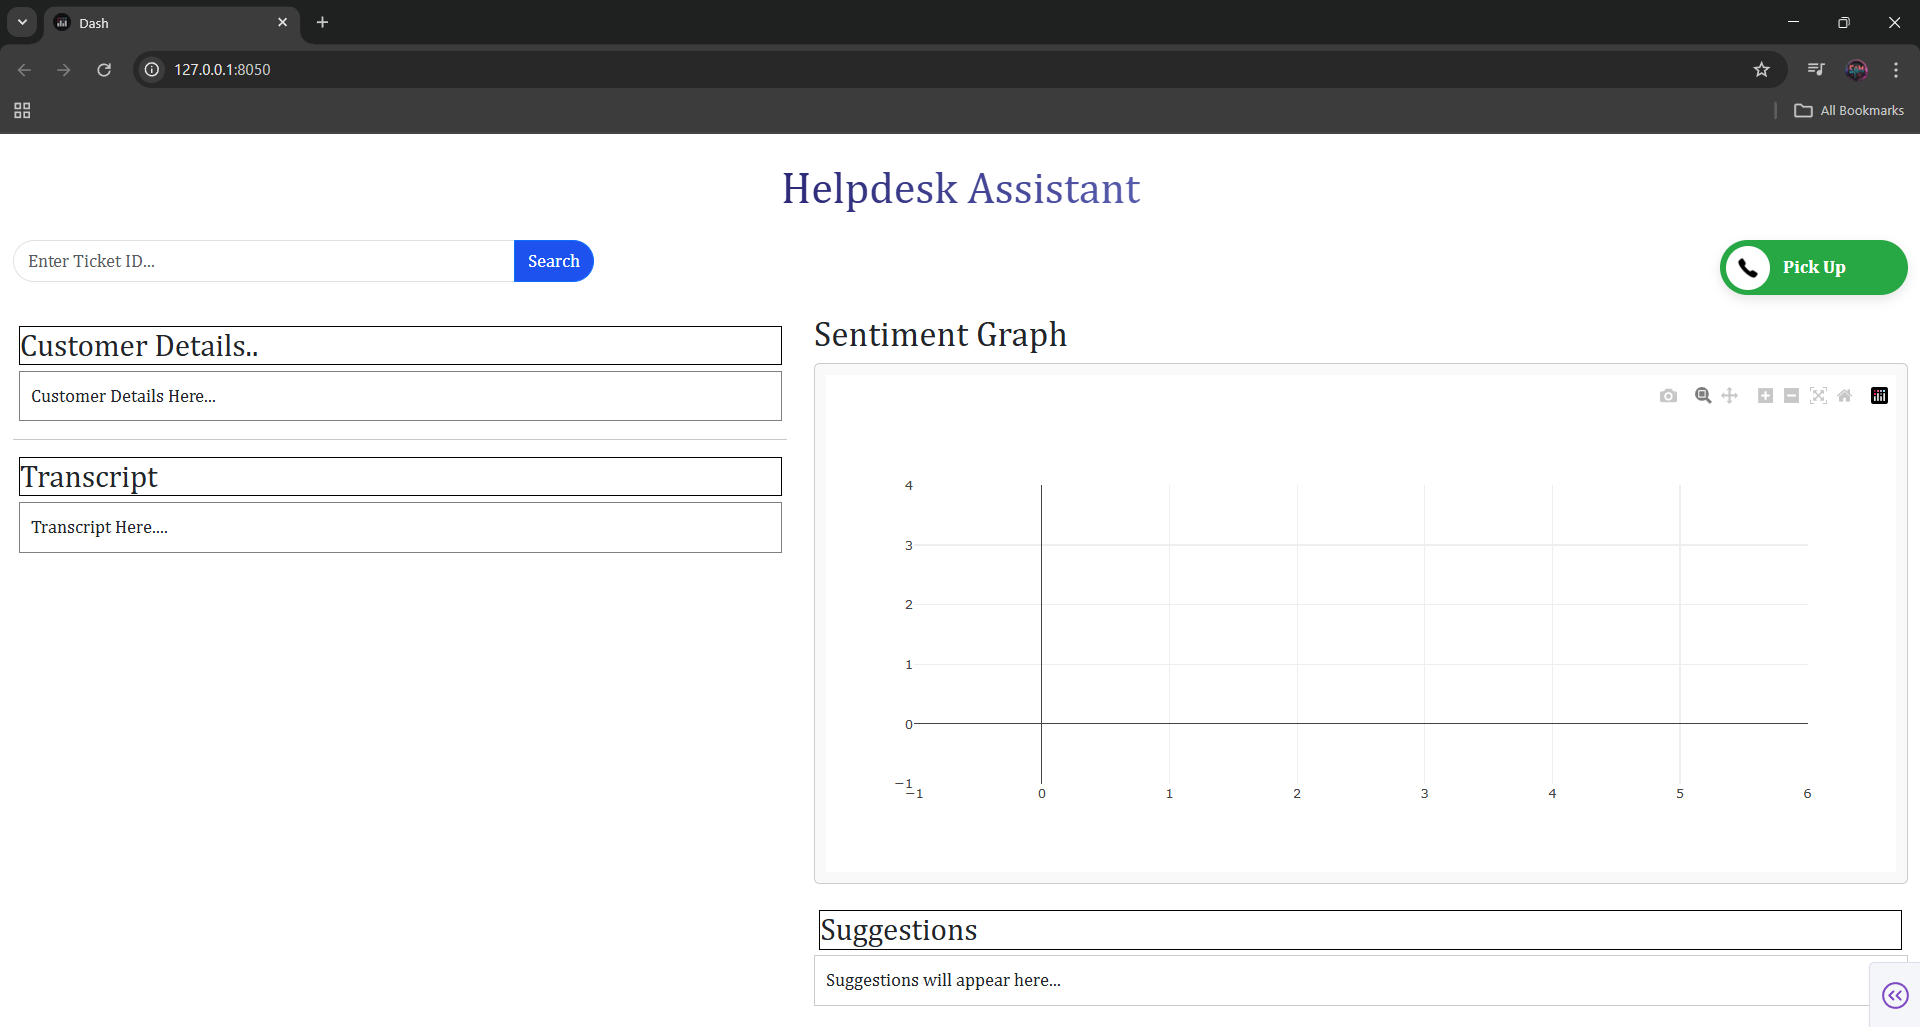 Dash
127.0.0.1:8050
All Bookmarks
Helpdesk Assistant
Enter Ticket ID...
Search
Pick Up
Customer Details..
Customer Details Here...
Transcript
Transcript Here....
Sentiment Graph
4
3
2
1
0
−1
−1 0 1 2 3 4 5 6
Suggestions
Suggestions will appear here...